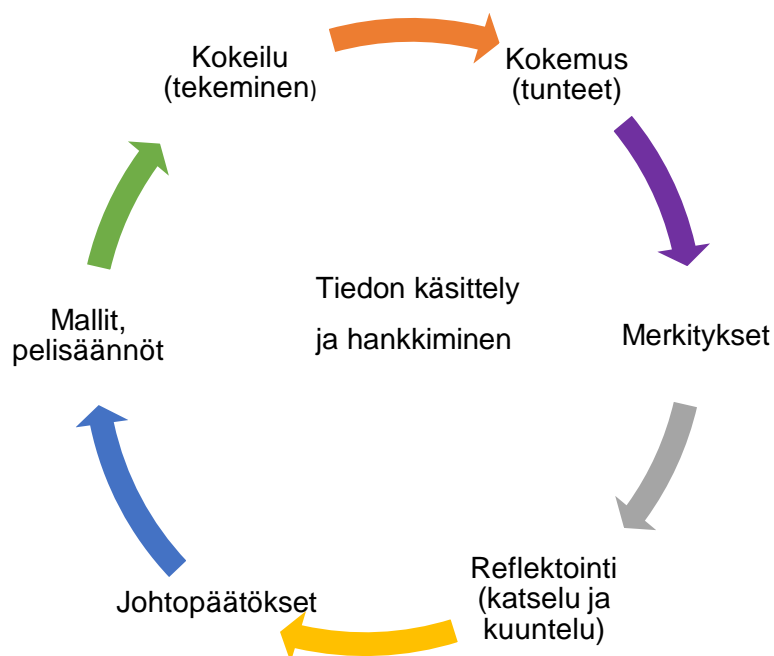 Kokeilu
(tekeminen)
Kokemus
(tunteet)
Merkitykset
Reflektointi
(katselu ja
kuuntelu)
Johtopäätökset
Mallit,
pelisäännöt
Tiedon käsittely
ja hankkiminen